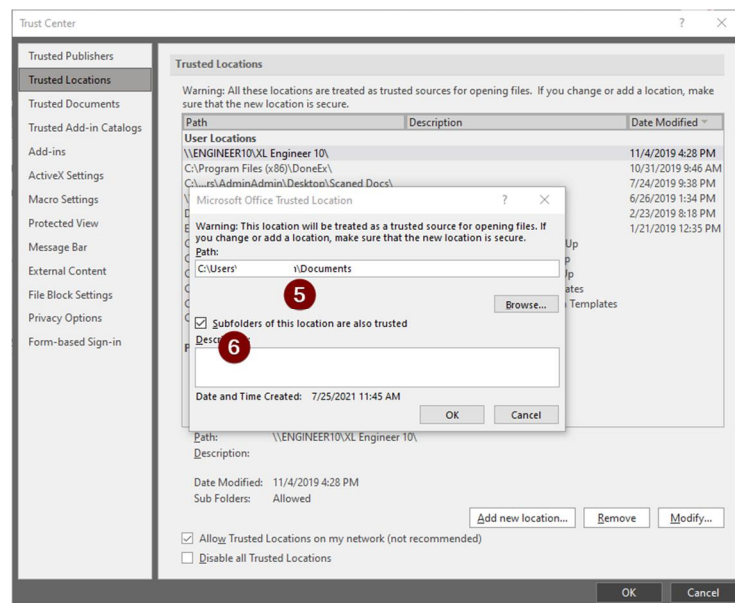 Trust Center
Trusted Publishers
Trusted Locations
Trusted Documents
Trusted Add-in Catalogs
Add-ins
ActiveX Settings
Macro Settings
Protected View
Message Bar
External Content
File Block Settings
Privacy Options
Form-based Sign-in
Trusted Locations
Warning: All these locations are treated as trusted sources for opening files. If you change or add a location, make
sure that the new location is secure.
Path Description Date Modified
User Locations
\\ENGINEER10\XL Engineer 10\ 11/4/2019 4:28 PM
C:\Program Files (x86)\DoneEx\ 10/31/2019 9:46 AM
C:\...rs\AdminAdmin\Desktop\Scaned Docs\ 7/24/2019 9:38 PM
6/26/2019 1:34 PM
2/23/2019 8:18 PM
1/21/2019 12:35 PM
Up
Templates
Microsoft Office Trusted Location
Warning: This location will be treated as a trusted source for opening files. If
you change or add a location, make sure that the new location is secure.
Path:
C:\Users\ \Documents
5
Browse...
Subfolders of this location are also trusted
6
Date and Time Created: 7/25/2021 11:45 AM
OK Cancel
Path: \\ENGINEER10\XL Engineer 10\
Description:
Date Modified: 11/4/2019 4:28 PM
Sub Folders: Allowed
Add new location... Remove Modify...
Allow Trusted Locations on my network (not recommended)
Disable all Trusted Locations
OK Cancel